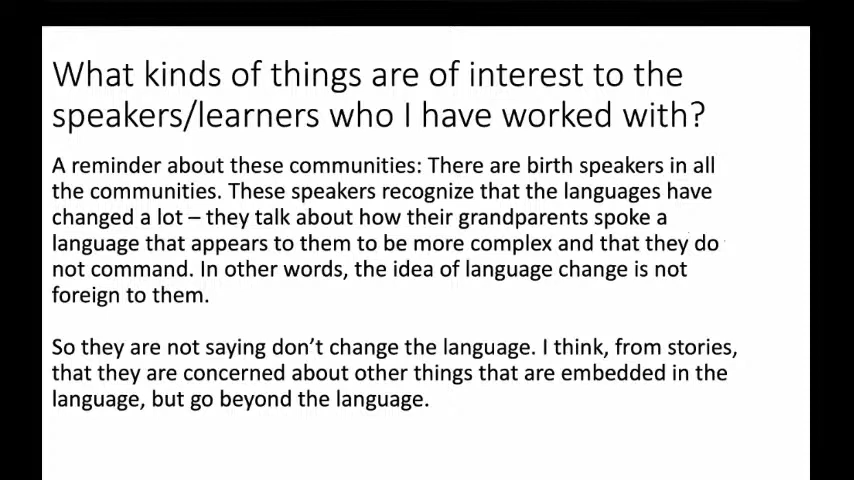 What kinds of things are of interest to the
speakers/learners who I have worked with?
A reminder about these communities: There are birth speakers in all
the communities. These speakers recognize that the languages have
changed a lot – they talk about how their grandparents spoke a
language that appears to them to be more complex and that they do
not command. In other words, the idea of language change is not
foreign to them.
So they are not saying don’t change the language. I think, from stories,
that they are concerned about other things that are embedded in the
language, but go beyond the language.